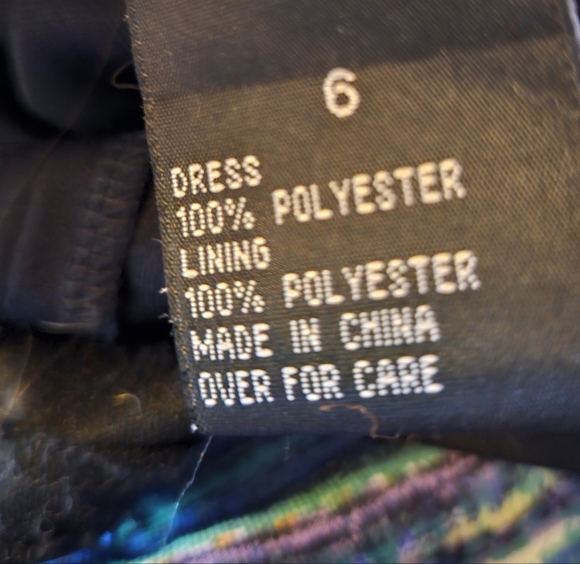 6
DRESS
100% POLYESTER
LINING
100% POLYESTER
MADE IN CHINA
OVER FOR CARE